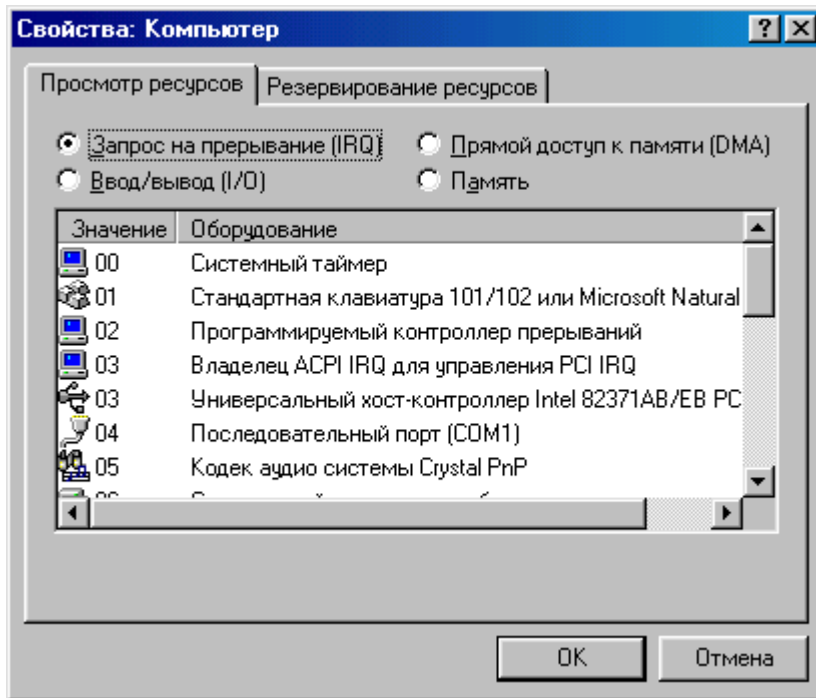 Свойства: Компьютер
Просмотр ресурсов Резервирование ресурсов
Запрос на прерывание (IRQ) Прямой доступ к памяти (DMA)
Ввод/вывод (I/O) Память
Значение Оборудование
00 Системный таймер
01 Стандартная клавиатура 101/102 или Microsoft Natural
02 Программируемый контроллер прерываний
03 Владелец ACPI IRQ для управления PCI IRQ
03 Универсальный хост-контроллер Intel 82371AB/EB PC
04 Последовательный порт (COM1)
05 Кодек аудио системы Crystal PnP
OK Отмена